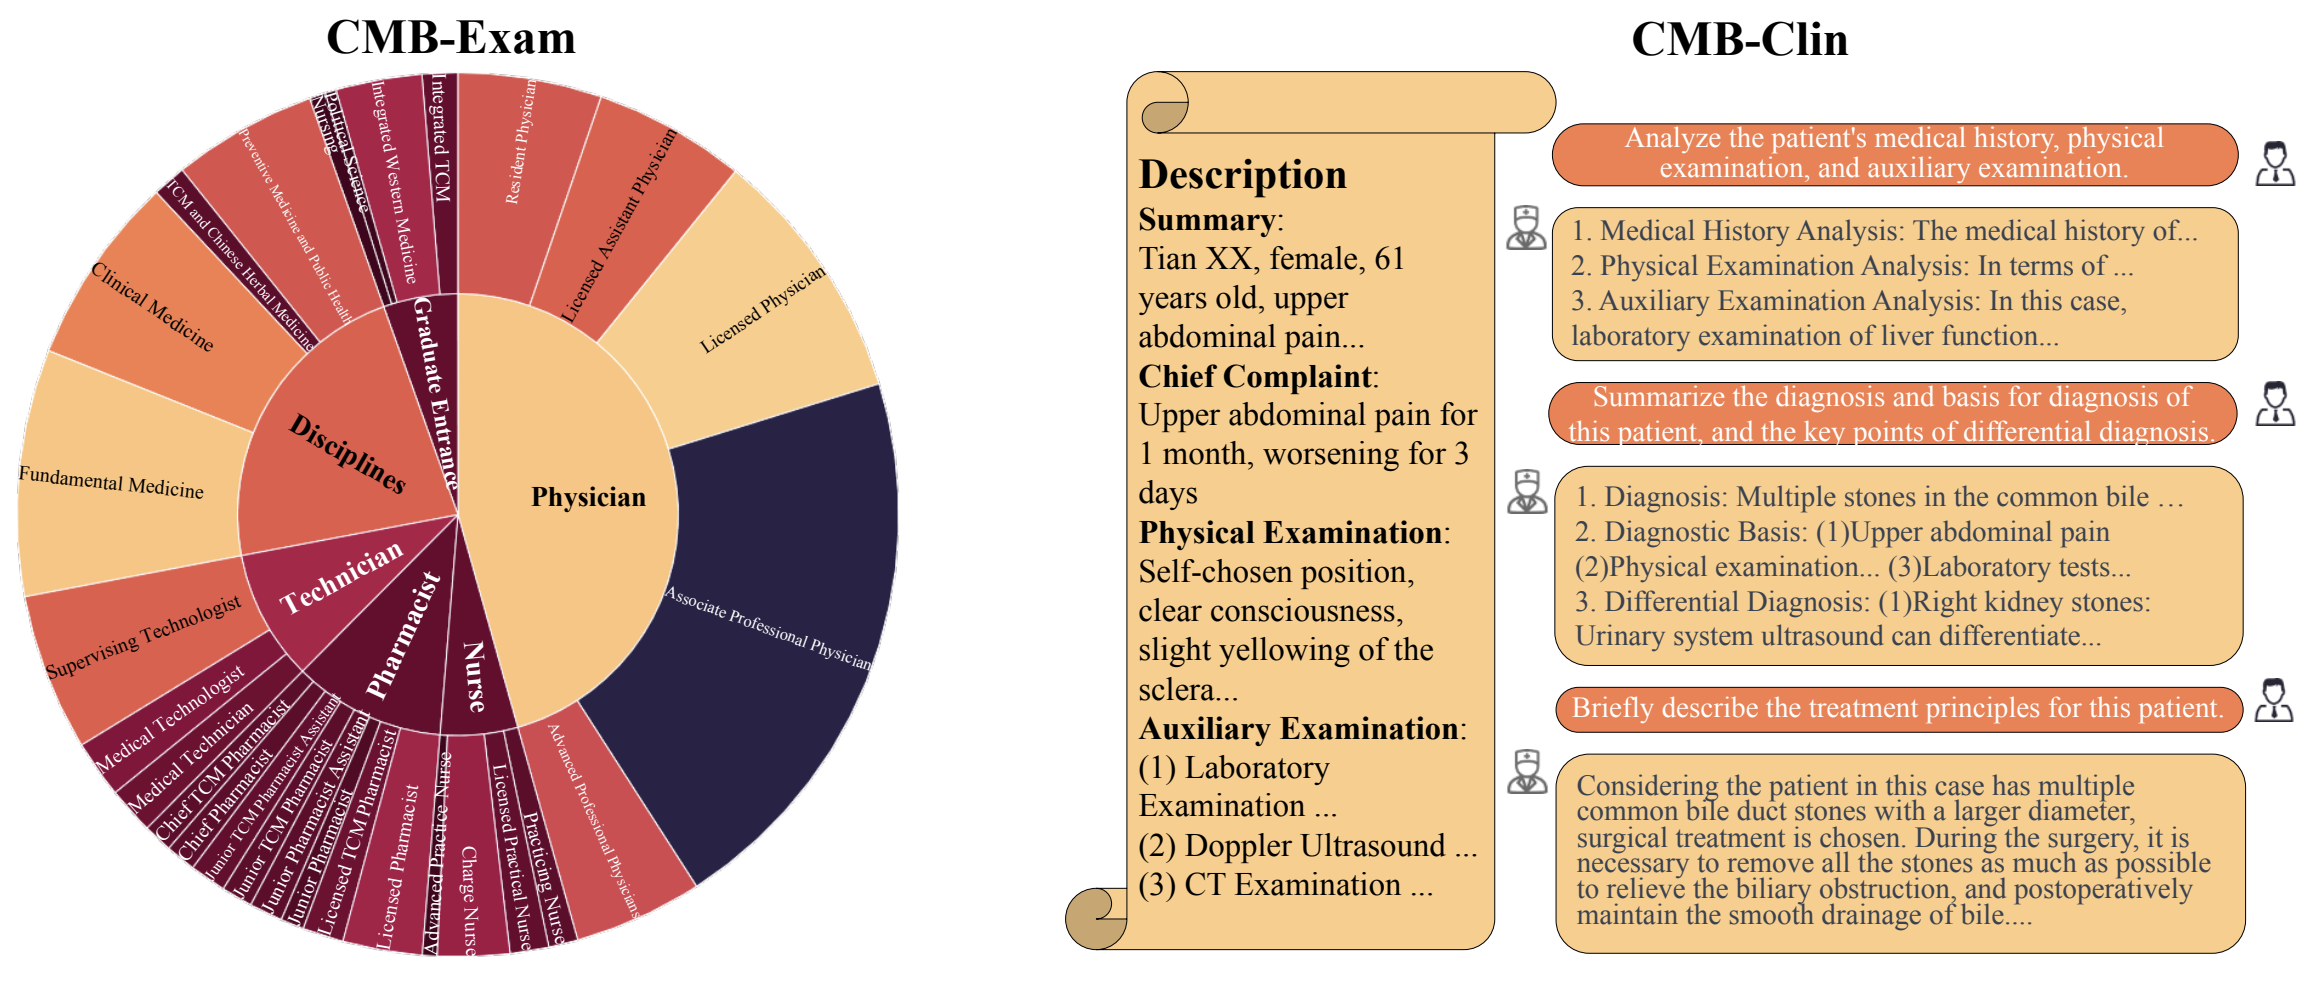 CMB-Exam
Physician
Resident Physician
Licensed Assistant Physician
Licensed Physician
Associate Professional Physician
Advanced Professional Physicians
Nurse
Practicing Nurse
Licensed Practical Nurse
Charge Nurse
Advanced Practice Nurse
Pharmacist
Licensed Pharmacist
Licensed TCM Pharmacist
Junior Pharmacist
Junior Pharmacist Assistant
Junior TCM Pharmacist
Junior TCM Pharmacist Assistant
Chief Pharmacist
Chief TCM Pharmacist
Technician
Medical Technician
Medical Technologist
Supervising Technologist
Disciplines
Fundamental Medicine
Clinical Medicine
TCM and Chinese Herbal Medicine
Preventive Medicine and Public Health
Graduate Entrance
Nursing
Political Science
Integrated Western Medicine
Integrated TCM
CMB-Clin
Description
Summary:
Tian XX, female, 61
years old, upper
abdominal pain...
Chief Complaint:
Upper abdominal pain for
1 month, worsening for 3
days
Physical Examination:
Self-chosen position,
clear consciousness,
slight yellowing of the
sclera...
Auxiliary Examination:
(1) Laboratory
Examination ...
(2) Doppler Ultrasound ...
(3) CT Examination ...
Analyze the patient's medical history, physical
examination, and auxiliary examination.
1. Medical History Analysis: The medical history of...
2. Physical Examination Analysis: In terms of ...
3. Auxiliary Examination Analysis: In this case,
laboratory examination of liver function...
Summarize the diagnosis and basis for diagnosis of
this patient, and the key points of differential diagnosis.
1. Diagnosis: Multiple stones in the common bile …
2. Diagnostic Basis: (1)Upper abdominal pain
(2)Physical examination... (3)Laboratory tests...
3. Differential Diagnosis: (1)Right kidney stones:
Urinary system ultrasound can differentiate...
Briefly describe the treatment principles for this patient.
Considering the patient in this case has multiple
common bile duct stones with a larger diameter,
surgical treatment is chosen. During the surgery, it is
necessary to remove all the stones as much as possible
to relieve the biliary obstruction, and postoperatively
maintain the smooth drainage of bile....